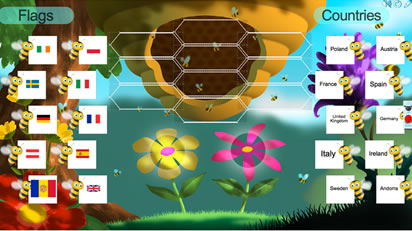 Flags
Countries
Poland
Austria
France
Spain
United
Kingdom
Germany
Italy
Ireland
Sweden
Andorra